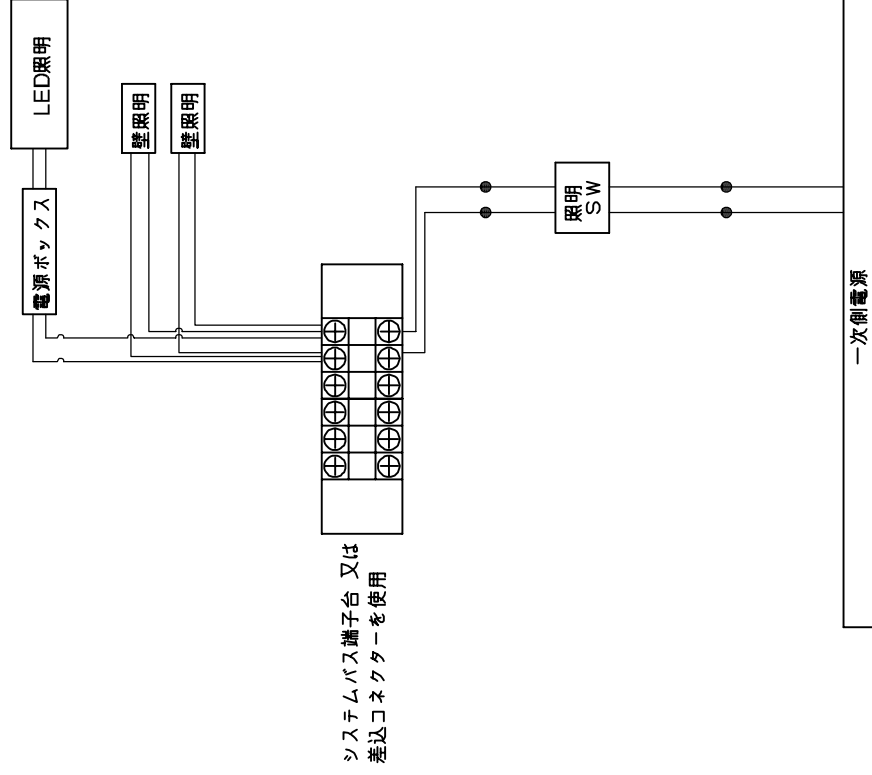 LED照明
電源ボックス
壁照明
壁照明
照明
SW
一次側電源
システムバス端子台 又は
差込コネクターを使用